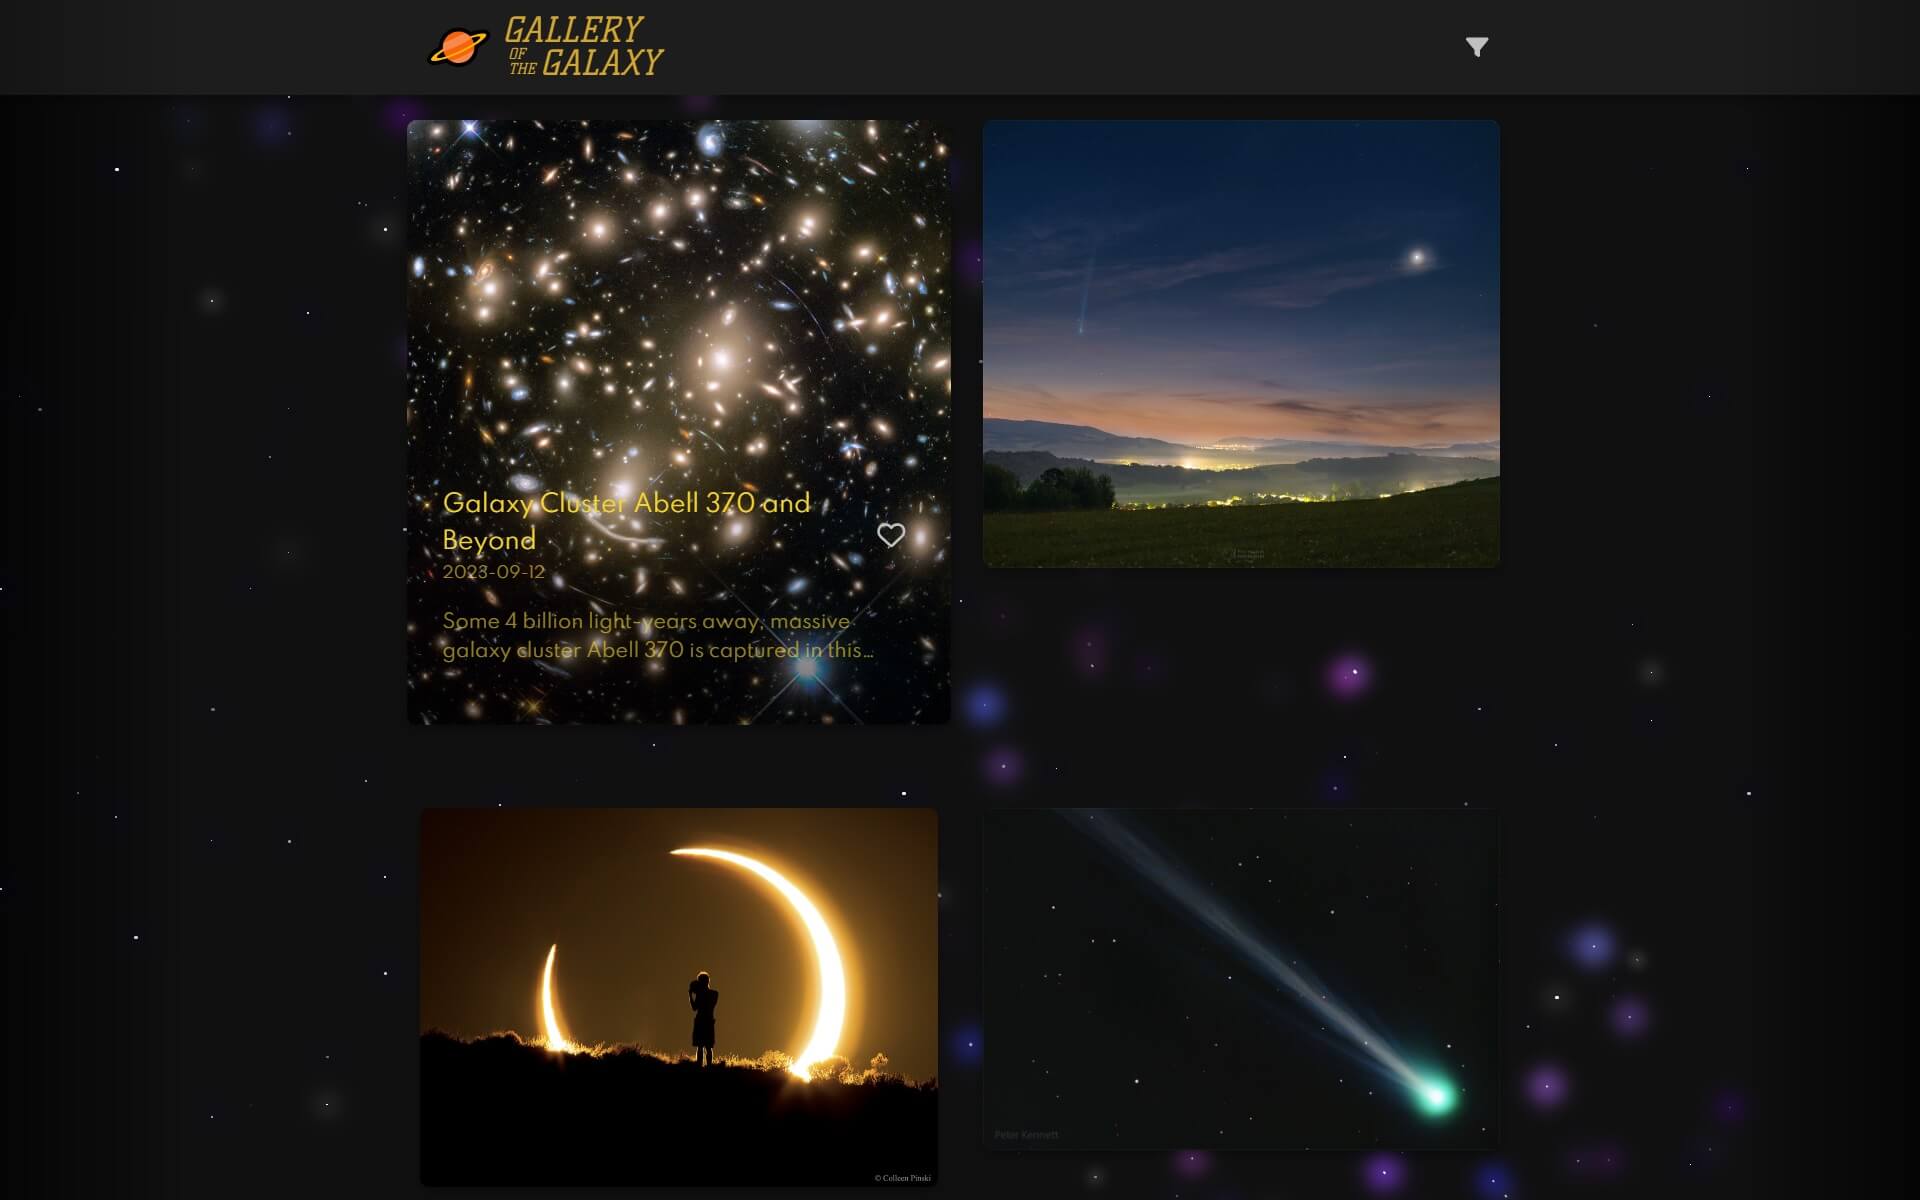 GALLERY
OF
THE GALAXY
Galaxy Cluster Abell 370 and
Beyond
2023-09-12
Some 4 billion light-years away, massive
galaxy cluster Abell 370 is captured in this...
© Colleen Pinski
Peter Kennett